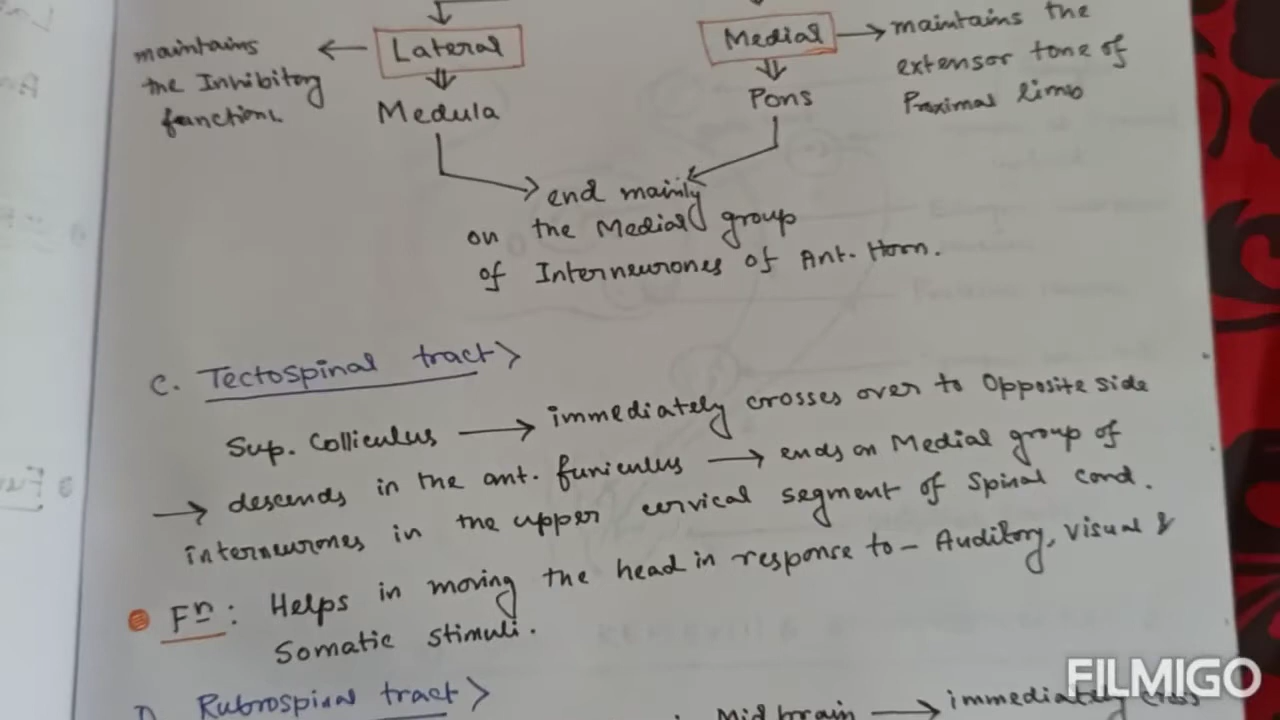 maintains
the Inhibitory
function.
Lateral
Medula
Medial
Pons
maintains the
extensor tone of
Proximal limb
end mainly
on the Medial group
of Interneurones of Ant. Horn.
C. Tectospinal tract >
Sup. Colliculus → immediately crosses over to Opposite side
→ descends in the ant. funiculus → ends on Medial group of
interneurones in the upper cervical segment of Spinal cord.
Fn : Helps in moving the head in response to - Auditory, visual &
Somatic stimuli.
D. Rubrospinal tract >
Midbrain → immediately cross
FILMIGO